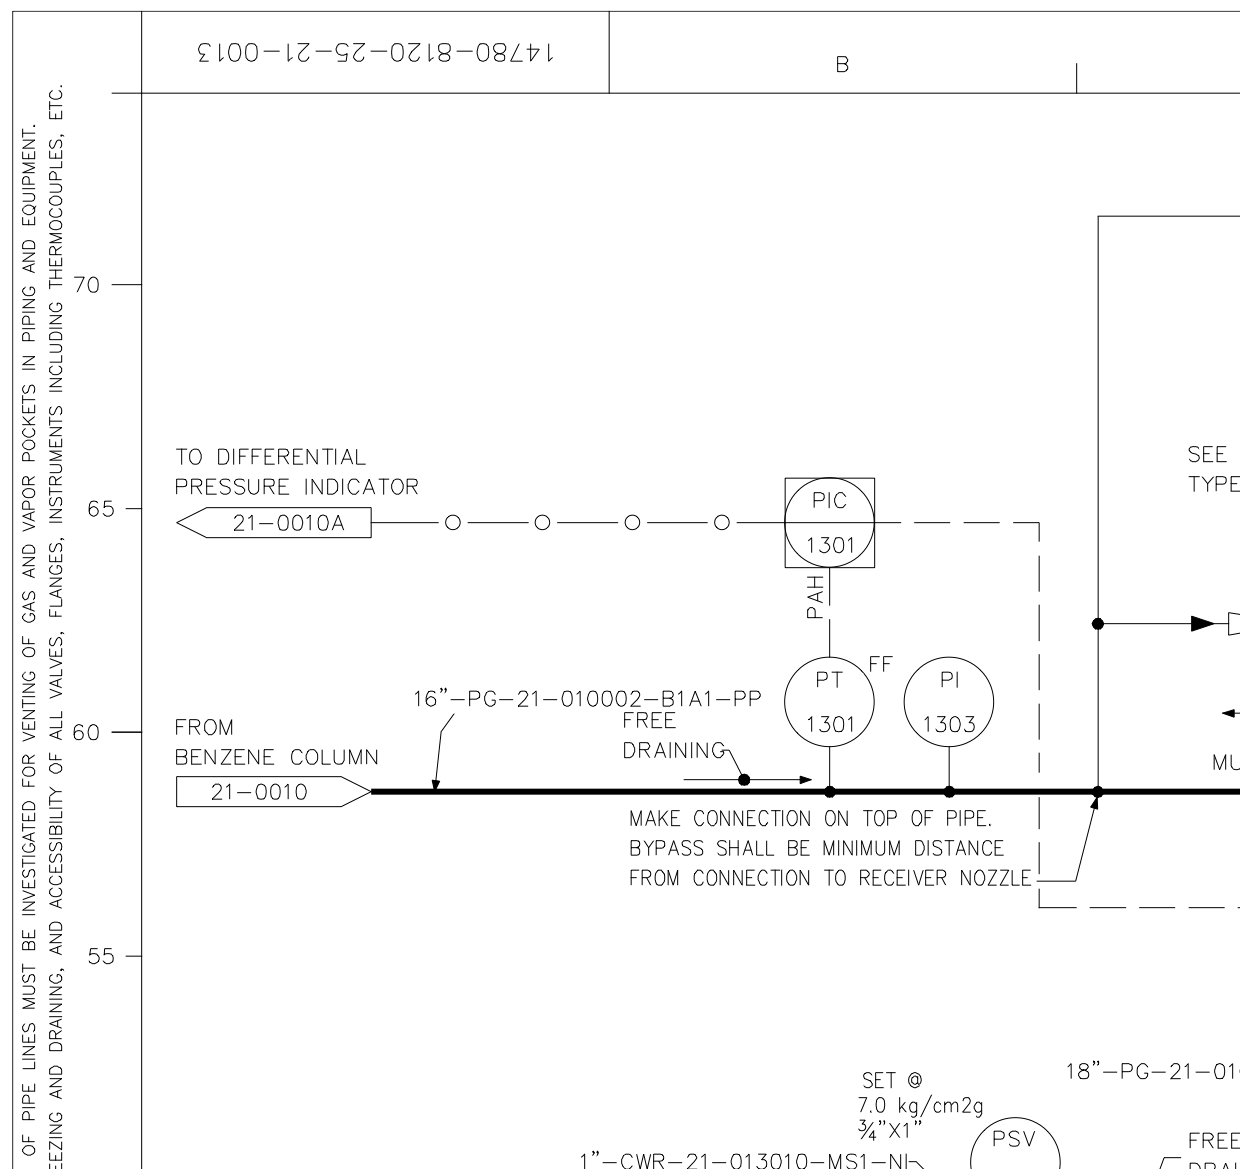 14780-8120-25-21-0013
B
OF PIPE LINES MUST BE INVESTIGATED FOR VENTING OF GAS AND VAPOR POCKETS IN PIPING AND EQUIPMENT.
AND DRAINING, AND ACCESSIBILITY OF ALL VALVES, FLANGES, INSTRUMENTS INCLUDING THERMOCOUPLES, ETC.
70
65
60
55
TO DIFFERENTIAL
PRESSURE INDICATOR
21-0010A
PIC
1301
PAH
SEE
TYPE
PT
1301
FF
PI
1303
16"-PG-21-010002-B1A1-PP
FREE
DRAINING
FROM
BENZENE COLUMN
21-0010
MAKE CONNECTION ON TOP OF PIPE.
BYPASS SHALL BE MINIMUM DISTANCE
FROM CONNECTION TO RECEIVER NOZZLE
18"-PG-21-01
SET @
7.0 kg/cm2g
¾"X1"
PSV
1"-CWR-21-013010-MS1-NI
FREE